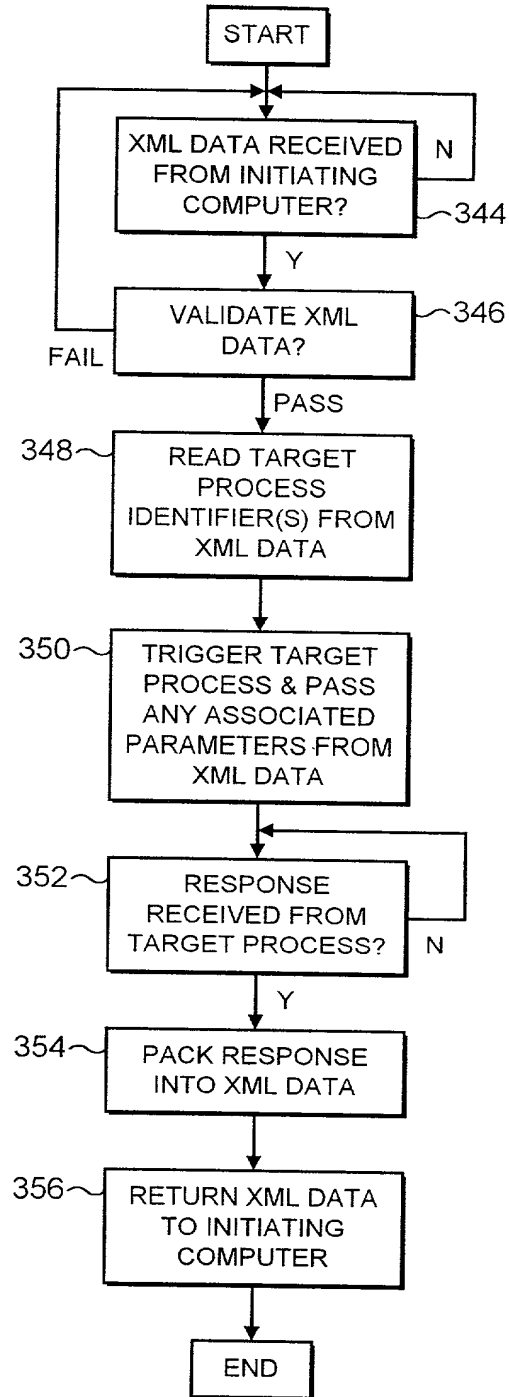 START
XML DATA RECEIVED
FROM INITIATING
COMPUTER?
N
344
Y
VALIDATE XML
DATA?
346
FAIL
PASS
348
READ TARGET
PROCESS
IDENTIFIER(S) FROM
XML DATA
350
TRIGGER TARGET
PROCESS & PASS
ANY ASSOCIATED
PARAMETERS FROM
XML DATA
352
RESPONSE
RECEIVED FROM
TARGET PROCESS?
N
Y
354
PACK RESPONSE
INTO XML DATA
356
RETURN XML DATA
TO INITIATING
COMPUTER
END